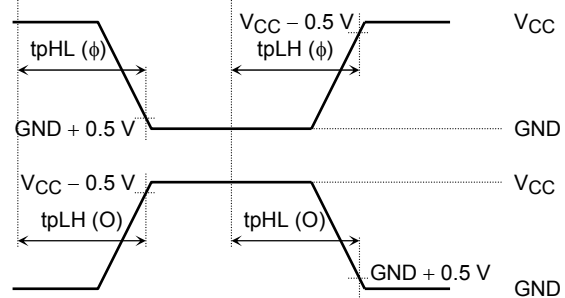 VCC − 0.5 V VCC
tpHL (ϕ) tpLH (ϕ)
GND + 0.5 V GND
VCC − 0.5 V VCC
tpLH (O) tpHL (O)
GND + 0.5 V
GND